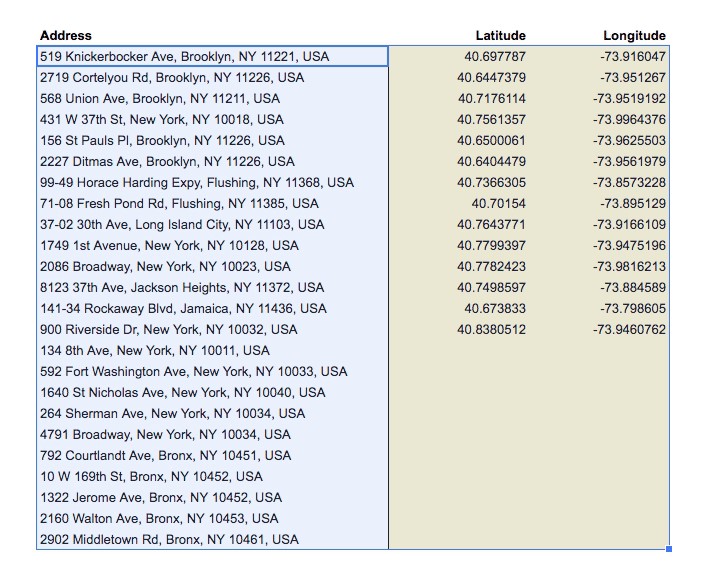 Address Latitude Longitude
519 Knickerbocker Ave, Brooklyn, NY 11221, USA 40.697787 -73.916047
2719 Cortelyou Rd, Brooklyn, NY 11226, USA 40.6447379 -73.951267
568 Union Ave, Brooklyn, NY 11211, USA 40.7176114 -73.9519192
431 W 37th St, New York, NY 10018, USA 40.7561357 -73.9964376
156 St Pauls Pl, Brooklyn, NY 11226, USA 40.6500061 -73.9625503
2227 Ditmas Ave, Brooklyn, NY 11226, USA 40.6404479 -73.9561979
99-49 Horace Harding Expy, Flushing, NY 11368, USA 40.7366305 -73.8573228
71-08 Fresh Pond Rd, Flushing, NY 11385, USA 40.70154 -73.895129
37-02 30th Ave, Long Island City, NY 11103, USA 40.7643771 -73.9166109
1749 1st Avenue, New York, NY 10128, USA 40.7799397 -73.9475196
2086 Broadway, New York, NY 10023, USA 40.7782423 -73.9816213
8123 37th Ave, Jackson Heights, NY 11372, USA 40.7498597 -73.884589
141-34 Rockaway Blvd, Jamaica, NY 11436, USA 40.673833 -73.798605
900 Riverside Dr, New York, NY 10032, USA 40.8380512 -73.9460762
134 8th Ave, New York, NY 10011, USA
592 Fort Washington Ave, New York, NY 10033, USA
1640 St Nicholas Ave, New York, NY 10040, USA
264 Sherman Ave, New York, NY 10034, USA
4791 Broadway, New York, NY 10034, USA
792 Courtlandt Ave, Bronx, NY 10451, USA
10 W 169th St, Bronx, NY 10452, USA
1322 Jerome Ave, Bronx, NY 10452, USA
2160 Walton Ave, Bronx, NY 10453, USA
2902 Middletown Rd, Bronx, NY 10461, USA